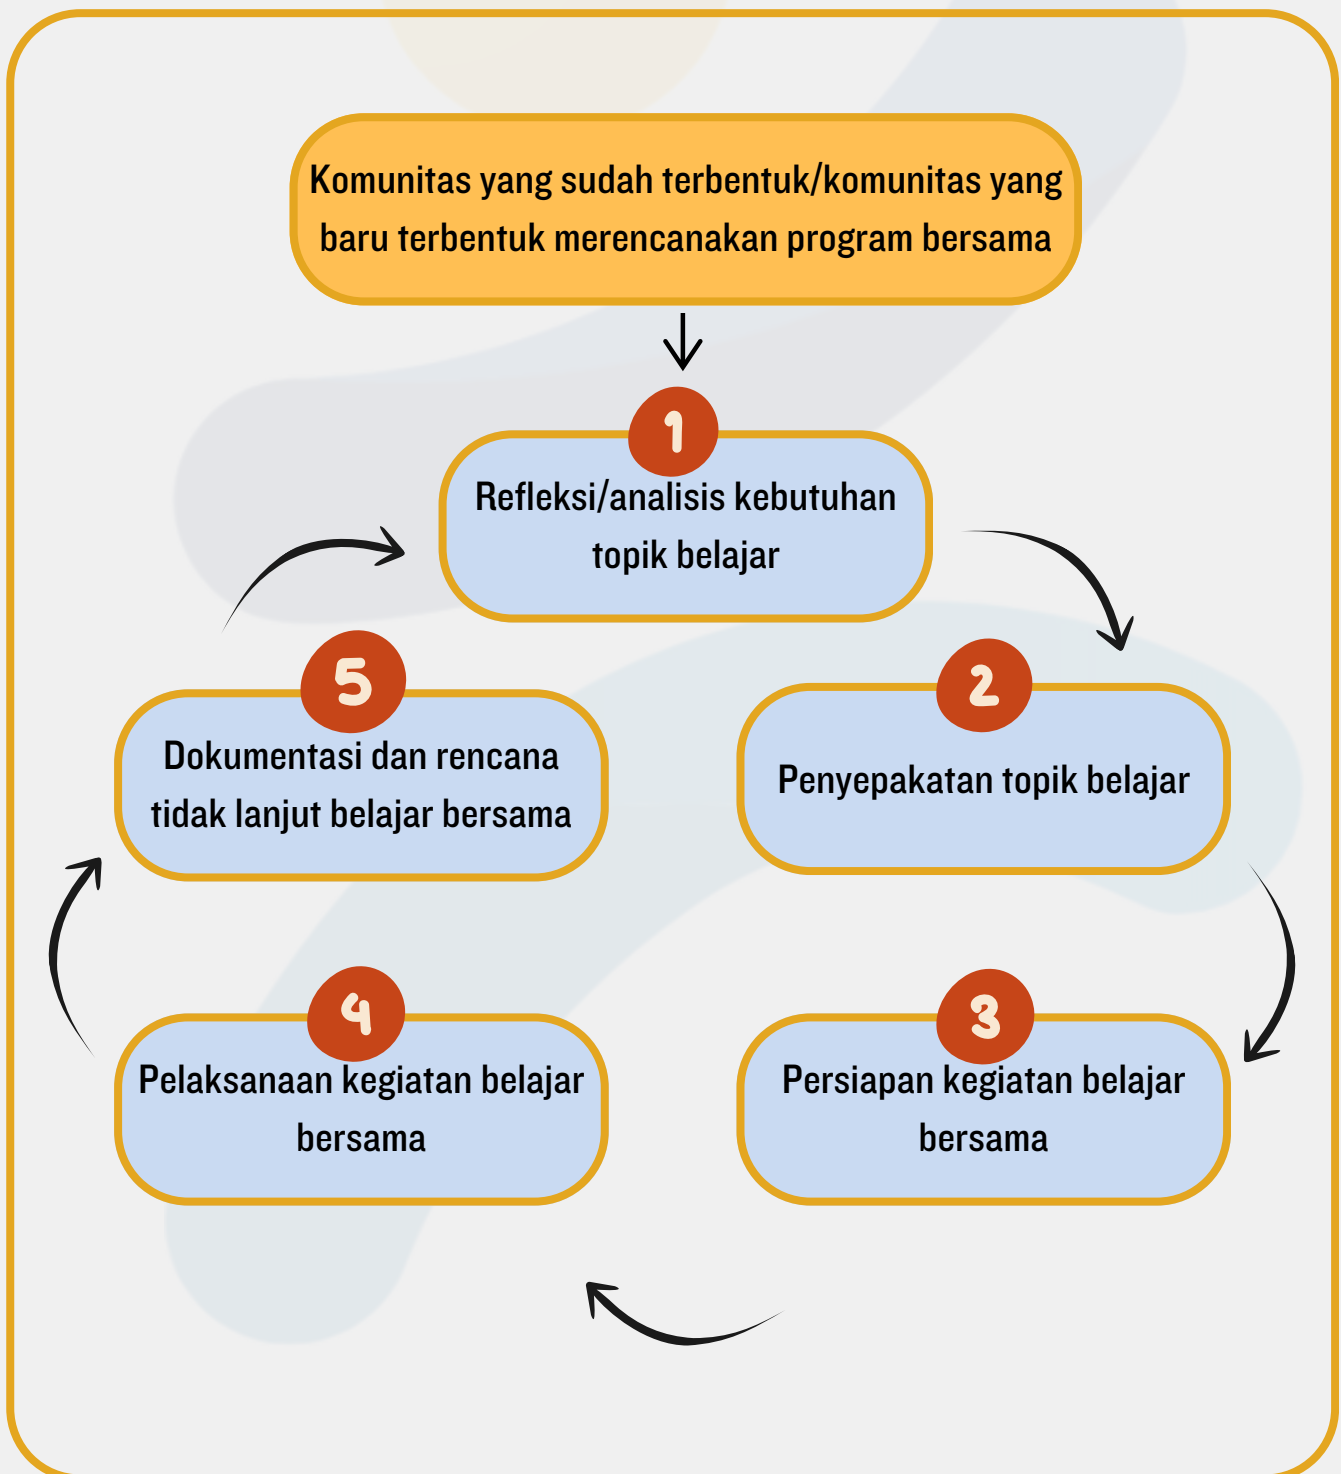 Komunitas yang sudah terbentuk/komunitas yang
baru terbentuk merencanakan program bersama
1
Refleksi/analisis kebutuhan
topik belajar
2
Penyepakatan topik belajar
3
Persiapan kegiatan belajar
bersama
4
Pelaksanaan kegiatan belajar
bersama
5
Dokumentasi dan rencana
tidak lanjut belajar bersama